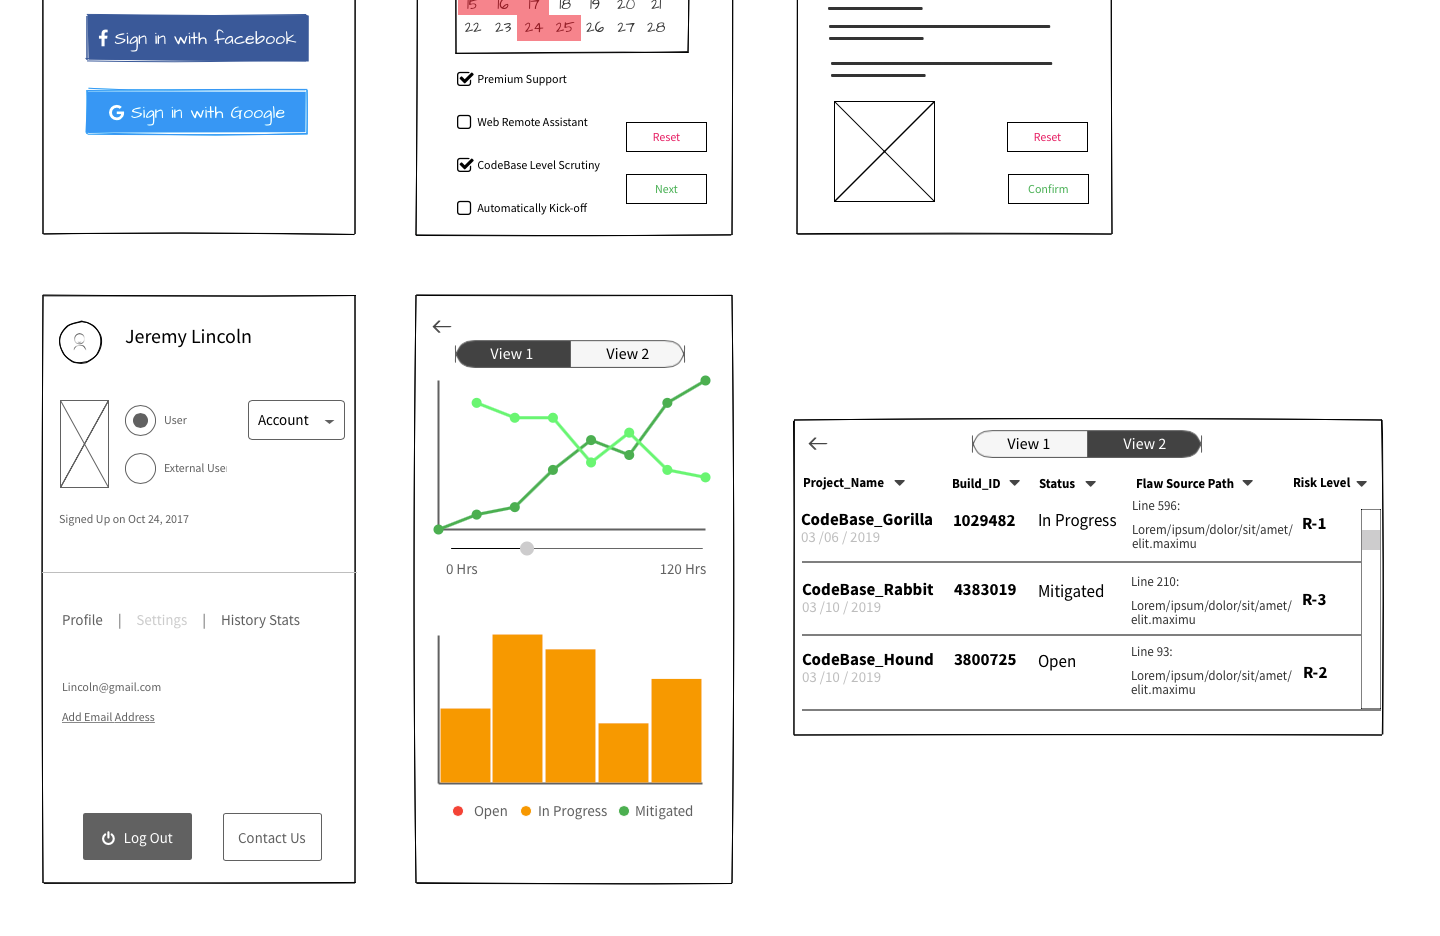 Sign in with facebook
Sign in with Google
15 16 17 18 19 20 21
22 23 24 25 26 27 28
Premium Support
Web Remote Assistant
CodeBase Level Scrutiny
Automatically Kick-off
Reset
Next
Reset
Confirm
Jeremy Lincoln
User
External User
Account
Signed Up on Oct 24, 2017
Profile | Settings | History Stats
Lincoln@gmail.com
Add Email Address
Log Out
Contact Us
View 1 View 2
0 Hrs 120 Hrs
Open In Progress Mitigated
View 1 View 2
Project_Name Build_ID Status Flaw Source Path Risk Level
CodeBase_Gorilla
03 /06 / 2019
1029482
In Progress
Line 596:
Lorem/ipsum/dolor/sit/amet/
elit.maximu
R-1
CodeBase_Rabbit
03 /10 / 2019
4383019
Mitigated
Line 210:
Lorem/ipsum/dolor/sit/amet/
elit.maximu
R-3
CodeBase_Hound
03 /10 / 2019
3800725
Open
Line 93:
Lorem/ipsum/dolor/sit/amet/
elit.maximu
R-2